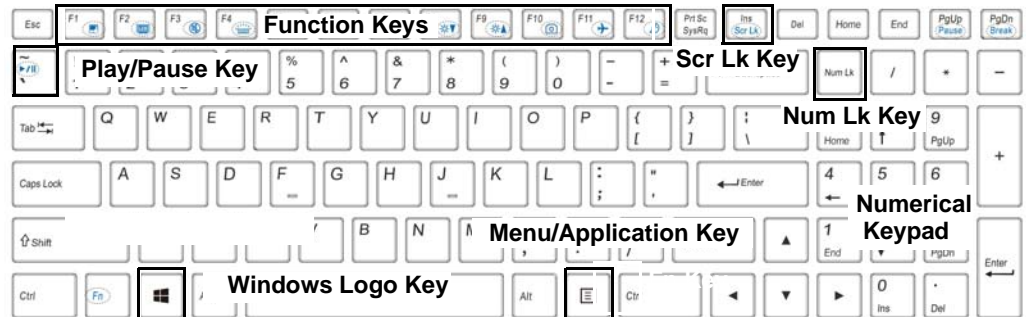 Esc F1 F2 F3 F4 Function Keys F9 F10 F11 F12 Prt Sc SysRq Ins Scr Lk Del Home End PgUp Pause PgDn Break
~ ` Play/Pause Key % 5 ^ 6 & 7 * 8 ( 9 ) 0 - - + = Scr Lk Key Num Lk / * -
Tab Q W E R T Y U I O P { [ } ] \ Num Lk Key Home 9 PgUp +
Caps Lock A S D F G H J K L : ; " ' Enter 4 5 6
Shift B N Menu/Application Key 1 End Numerical Keypad PgDn Enter
Ctrl Fn Windows Logo Key Alt Ctr 0 Ins . Del